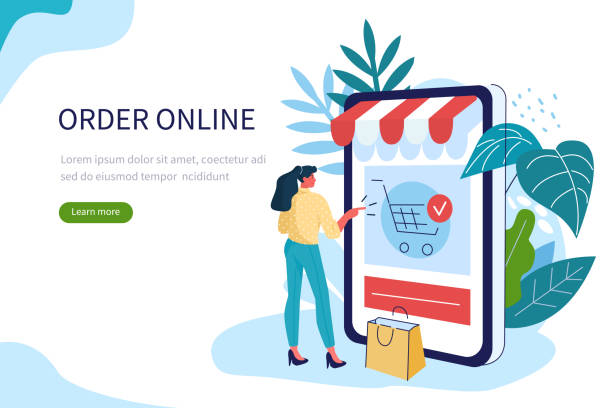 ORDER ONLINE
Lorem ipsum dolor sit amet, coectetur adi
sed do eiusmod tempor ncididunt
Learn more